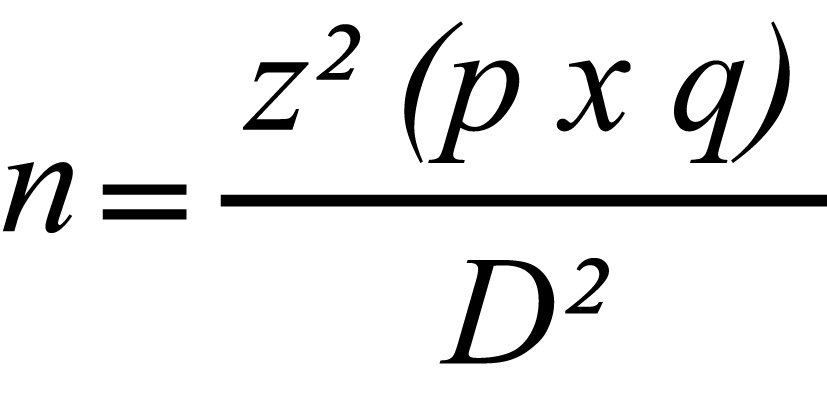 n = z² (p x q) / D²